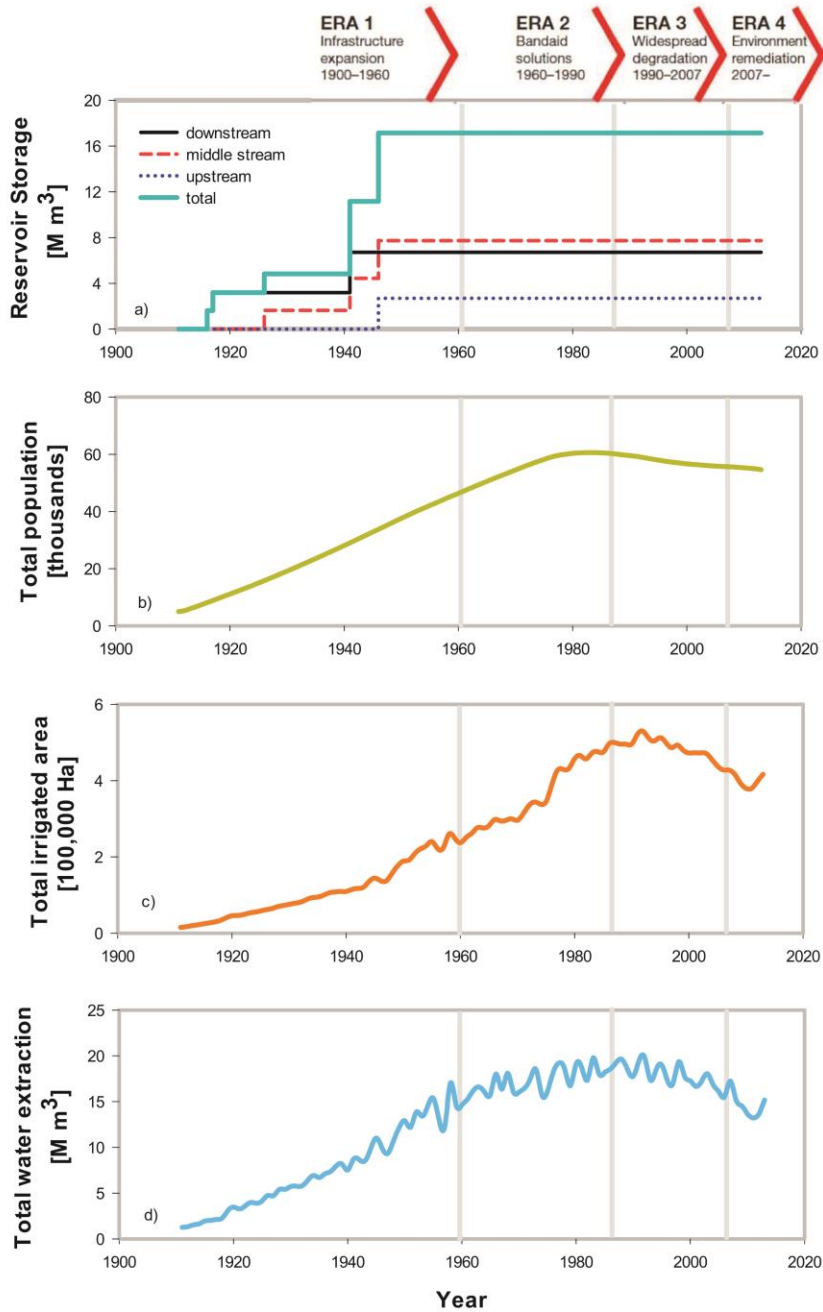 ERA 1
Infrastructure
expansion
1900–1960
ERA 2
Bandaid
solutions
1960–1990
ERA 3
Widespread
degradation
1990–2007
ERA 4
Environment
remediation
2007–
Reservoir Storage
[M m³]
20
16
12
8
4
0
downstream
middle stream
upstream
total
a)
1900 1920 1940 1960 1980 2000 2020
Total population
[thousands]
80
60
40
20
0
b)
1900 1920 1940 1960 1980 2000 2020
Total irrigated area
[100,000 Ha]
6
4
2
0
c)
1900 1920 1940 1960 1980 2000 2020
Total water extraction
[M m³]
25
20
15
10
5
0
d)
1900 1920 1940 1960 1980 2000 2020
Year